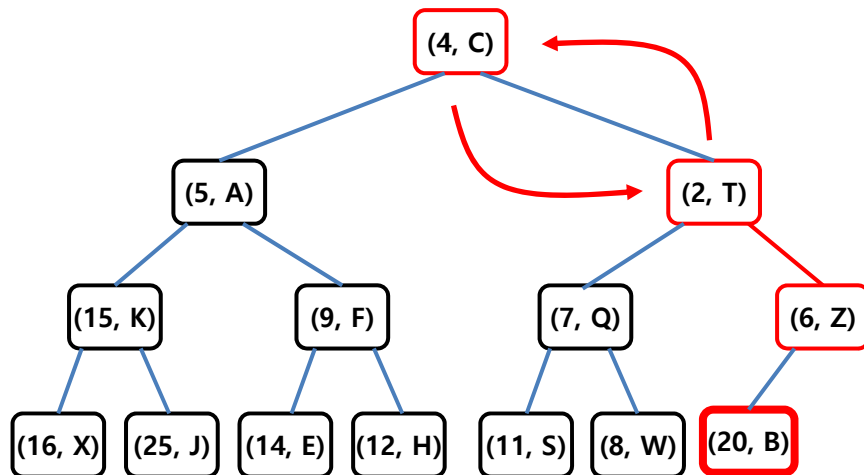 (4, C)
(5, A)
(2, T)
(15, K)
(9, F)
(7, Q)
(6, Z)
(16, X)
(25, J)
(14, E)
(12, H)
(11, S)
(8, W)
(20, B)